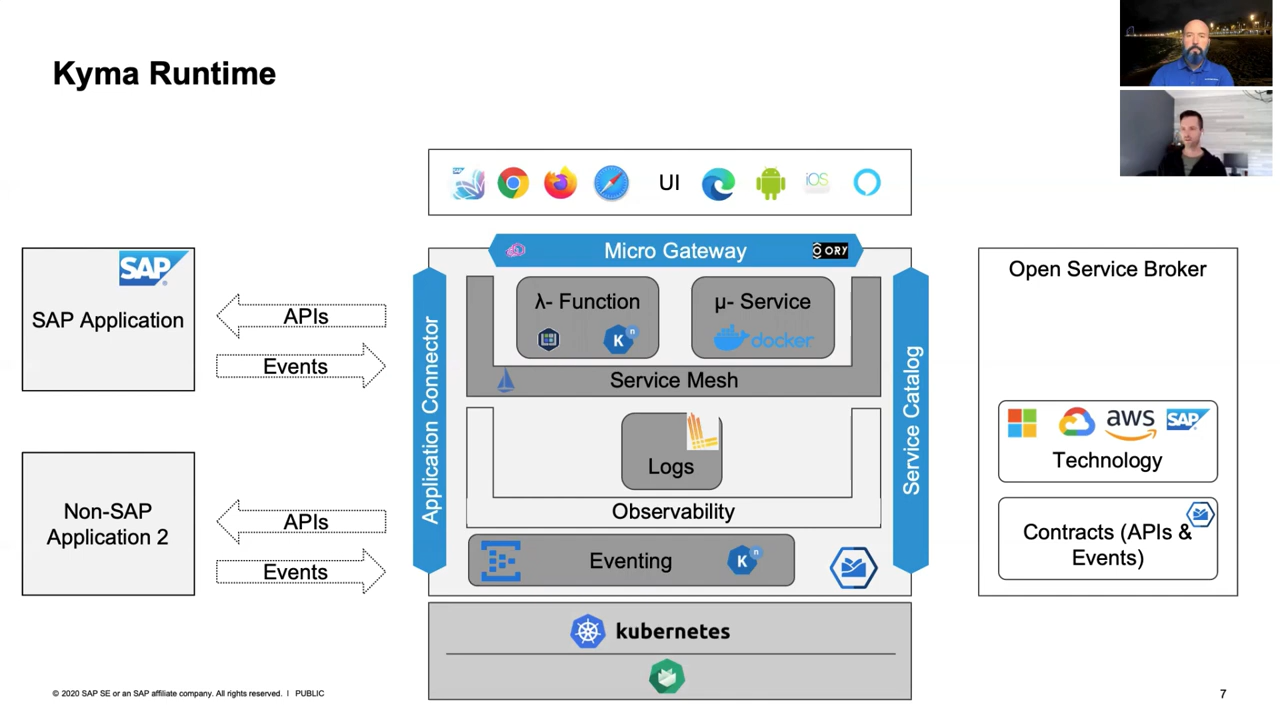 Kyma Runtime
SAP
UI
iOS
Micro Gateway
ORY
SAP
SAP Application
APIs
Events
Non-SAP
Application 2
APIs
Events
Application Connector
λ- Function
K n
μ- Service
docker
Service Mesh
Logs
Observability
Eventing
K n
Service Catalog
Open Service Broker
aws
SAP
Technology
Contracts (APIs &
Events)
kubernetes
© 2020 SAP SE or an SAP affiliate company. All rights reserved. I PUBLIC
7